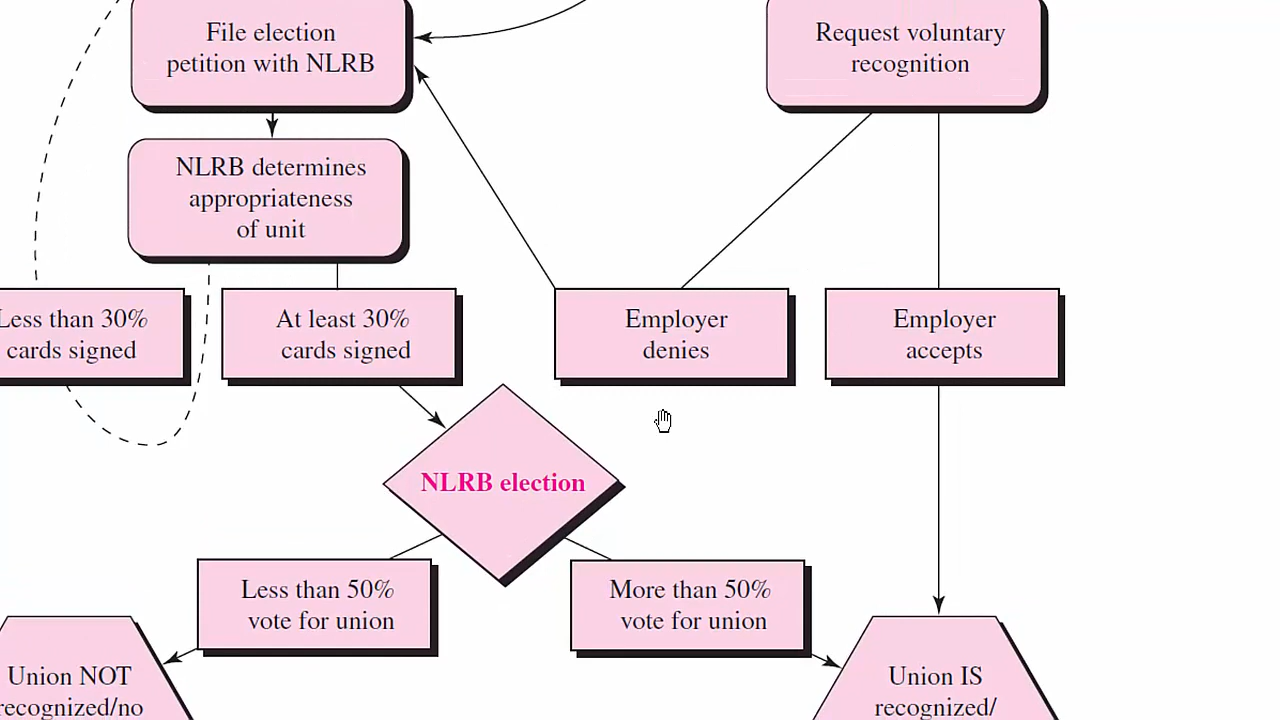 File election
petition with NLRB
Request voluntary
recognition
NLRB determines
appropriateness
of unit
Less than 30%
cards signed
At least 30%
cards signed
Employer
denies
Employer
accepts
NLRB election
Less than 50%
vote for union
More than 50%
vote for union
Union NOT
recognized/no
Union IS
recognized/